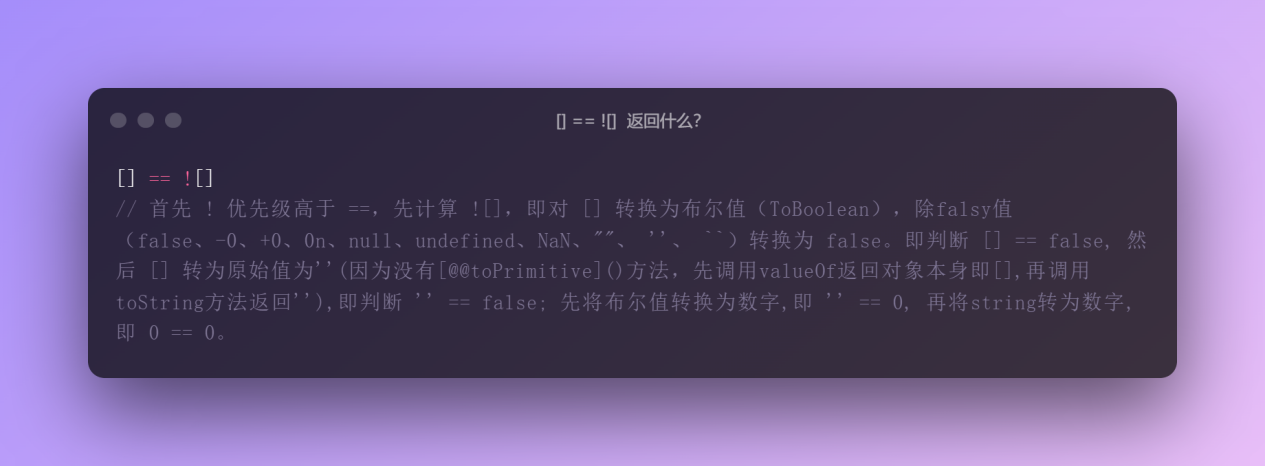 [] == ![] 返回什么?
[] == ![]
// 首先 ! 优先级高于 ==, 先计算 ![], 即对 [] 转换为布尔值（ToBoolean）, 除falsy值
（false、-0、+0、0n、null、undefined、NaN、""、 ''、 ``）转换为 false。即判断 [] == false, 然
后 [] 转为原始值为''(因为没有[@@toPrimitive]()方法, 先调用valueOf返回对象本身即[],再调用
toString方法返回''),即判断 '' == false; 先将布尔值转换为数字,即 '' == 0, 再将string转为数字,
即 0 == 0。